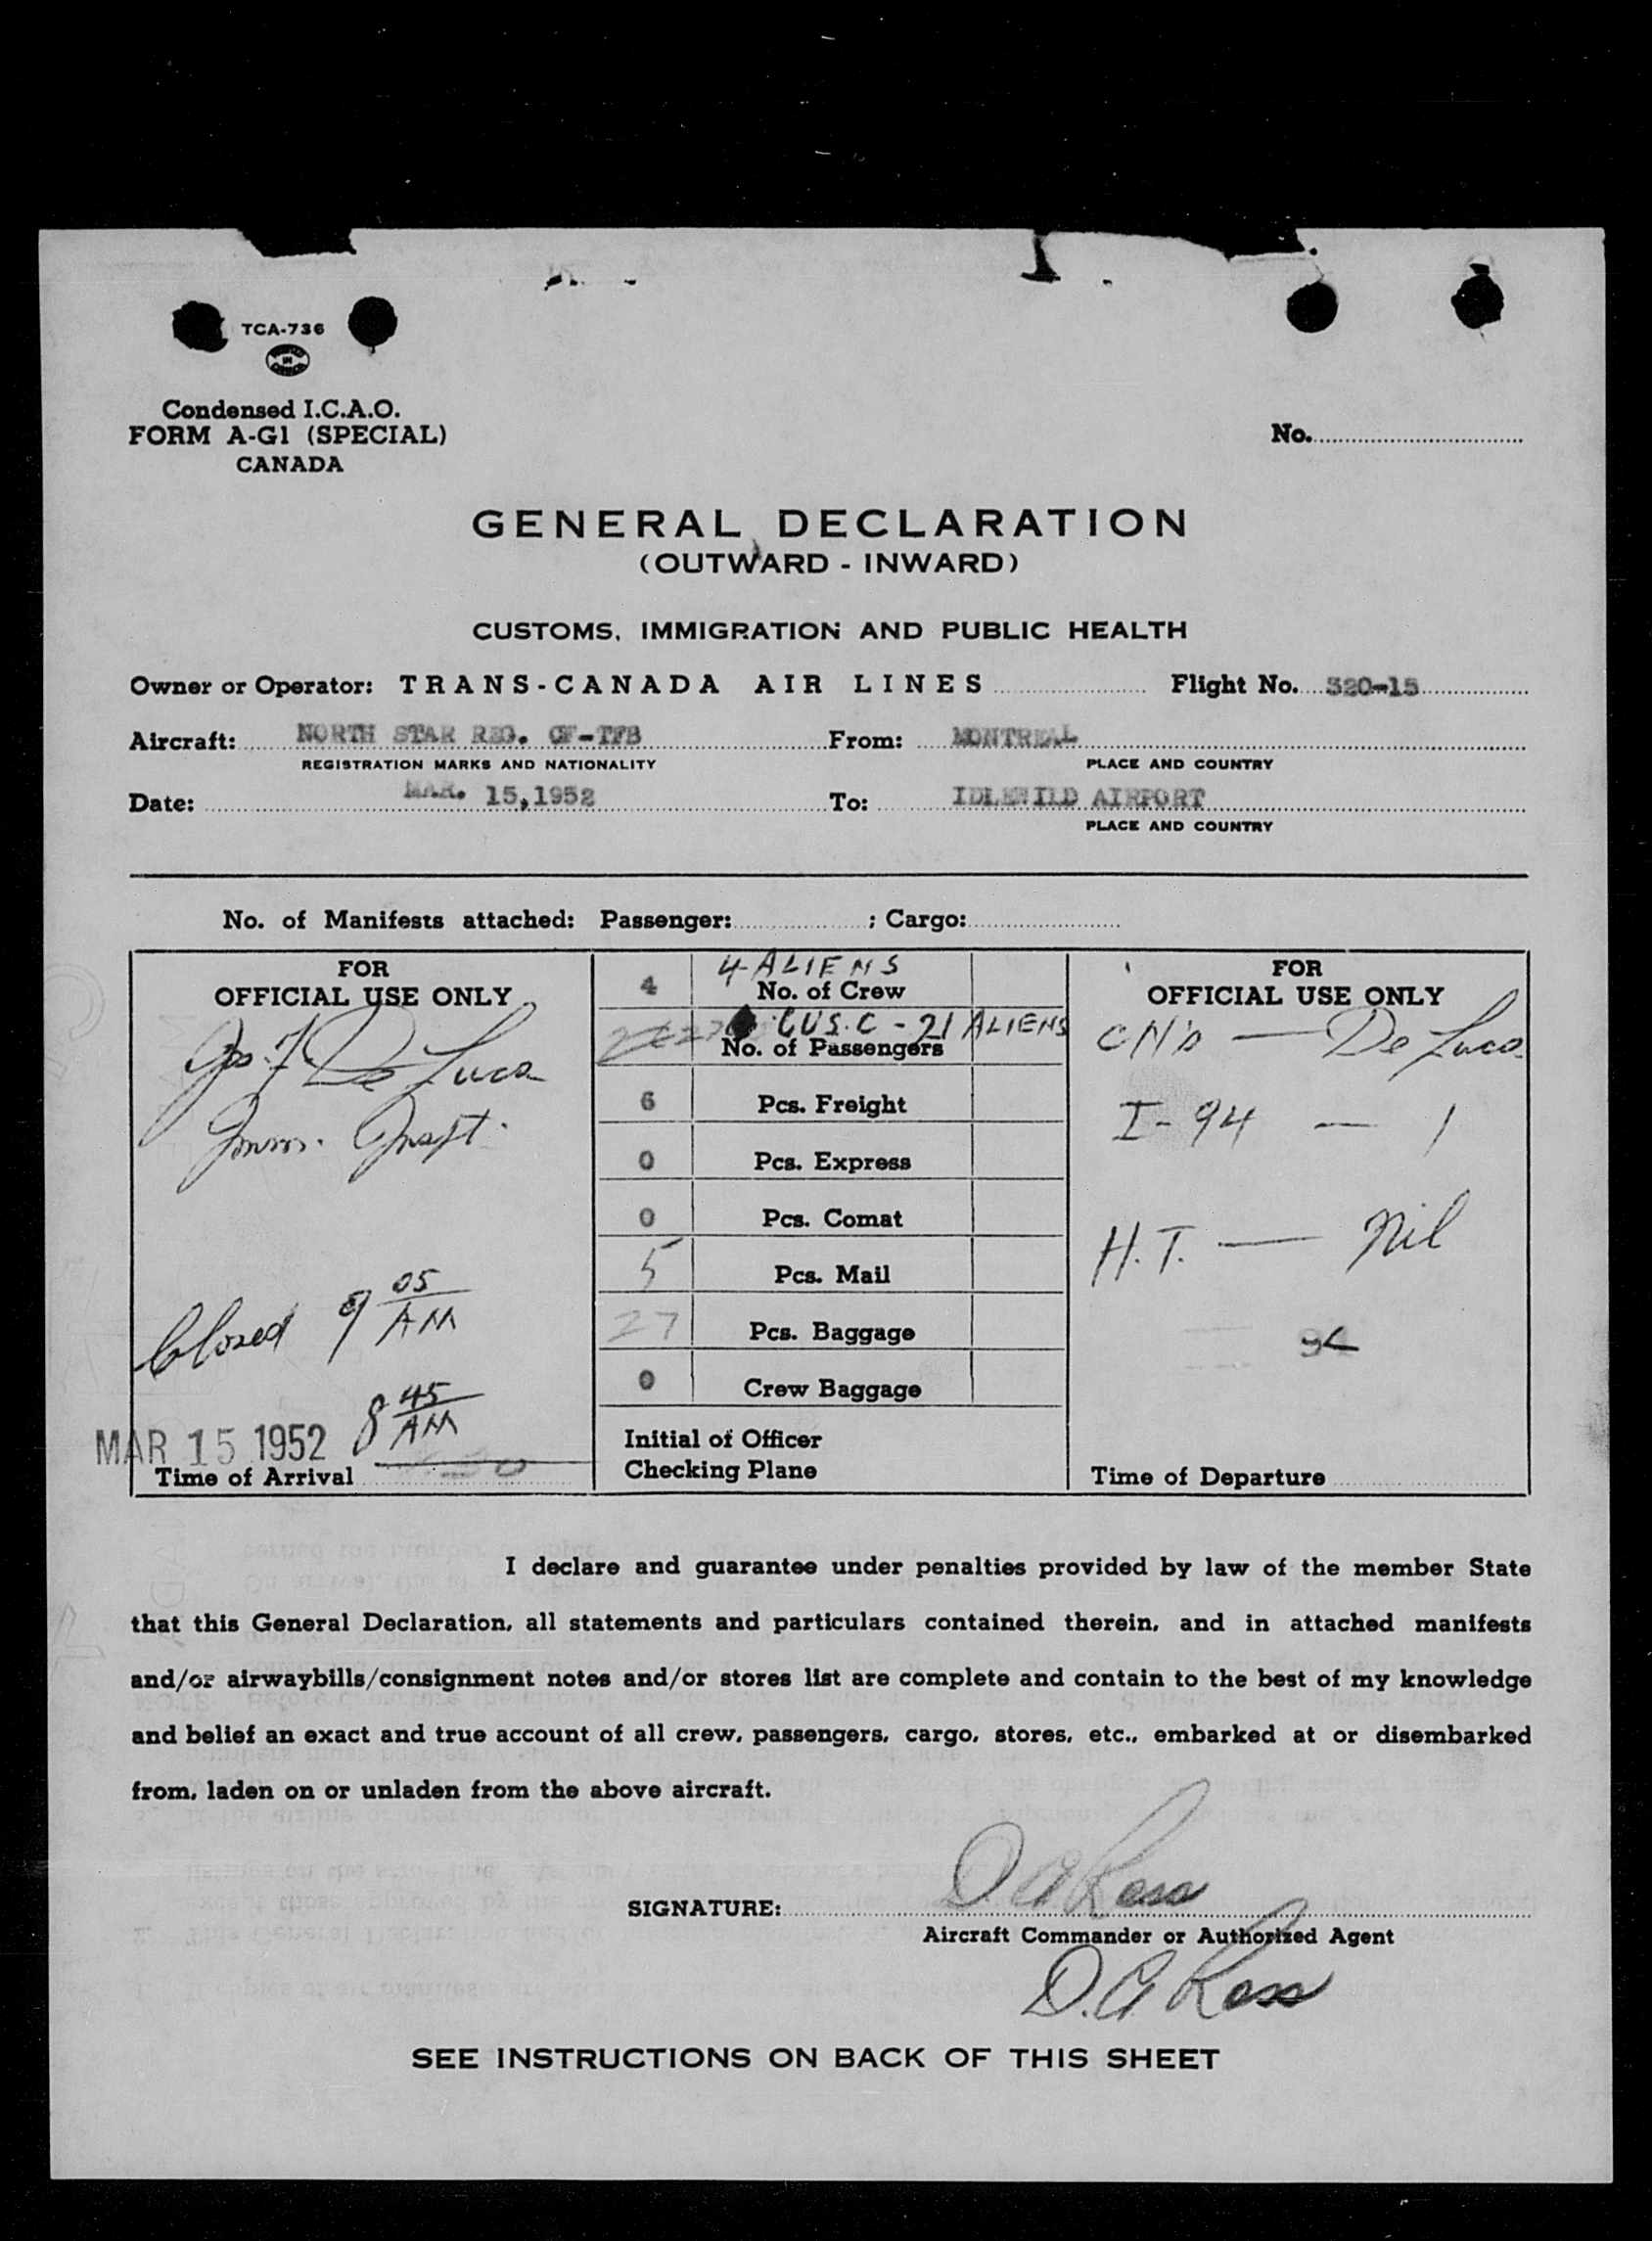 TCA-736
Condensed I.C.A.O.
FORM A-G1 (SPECIAL)
CANADA
No.
GENERAL DECLARATION
(OUTWARD - INWARD)
CUSTOMS, IMMIGRATION AND PUBLIC HEALTH
Owner or Operator: TRANS-CANADA AIR LINES Flight No. 320-15
Aircraft: NORTH STAR REG. CF-TFB From: MONTREAL
REGISTRATION MARKS AND NATIONALITY PLACE AND COUNTRY
Date: MAR. 15,1952 To: IDLEWILD AIRPORT
PLACE AND COUNTRY
No. of Manifests attached: Passenger: ; Cargo:
FOR
OFFICIAL USE ONLY
De Luca
Closed 9 05
AM
MAR 15 1952 8 45
AM
Time of Arrival
4 ALIENS
4 No. of Crew
US.C - 21 ALIENS
No. of Passengers
6 Pcs. Freight
0 Pcs. Express
0 Pcs. Comat
5 Pcs. Mail
27 Pcs. Baggage
0 Crew Baggage
Initial of Officer
Checking Plane
FOR
OFFICIAL USE ONLY
— De Luca
I-94 — 1
H.T. — Nil
Time of Departure
I declare and guarantee under penalties provided by law of the member State
that this General Declaration, all statements and particulars contained therein, and in attached manifests
and/or airwaybills/consignment notes and/or stores list are complete and contain to the best of my knowledge
and belief an exact and true account of all crew, passengers, cargo, stores, etc., embarked at or disembarked
from, laden on or unladen from the above aircraft.
SIGNATURE: D A Ross
Aircraft Commander or Authorized Agent
D. A Ross
SEE INSTRUCTIONS ON BACK OF THIS SHEET